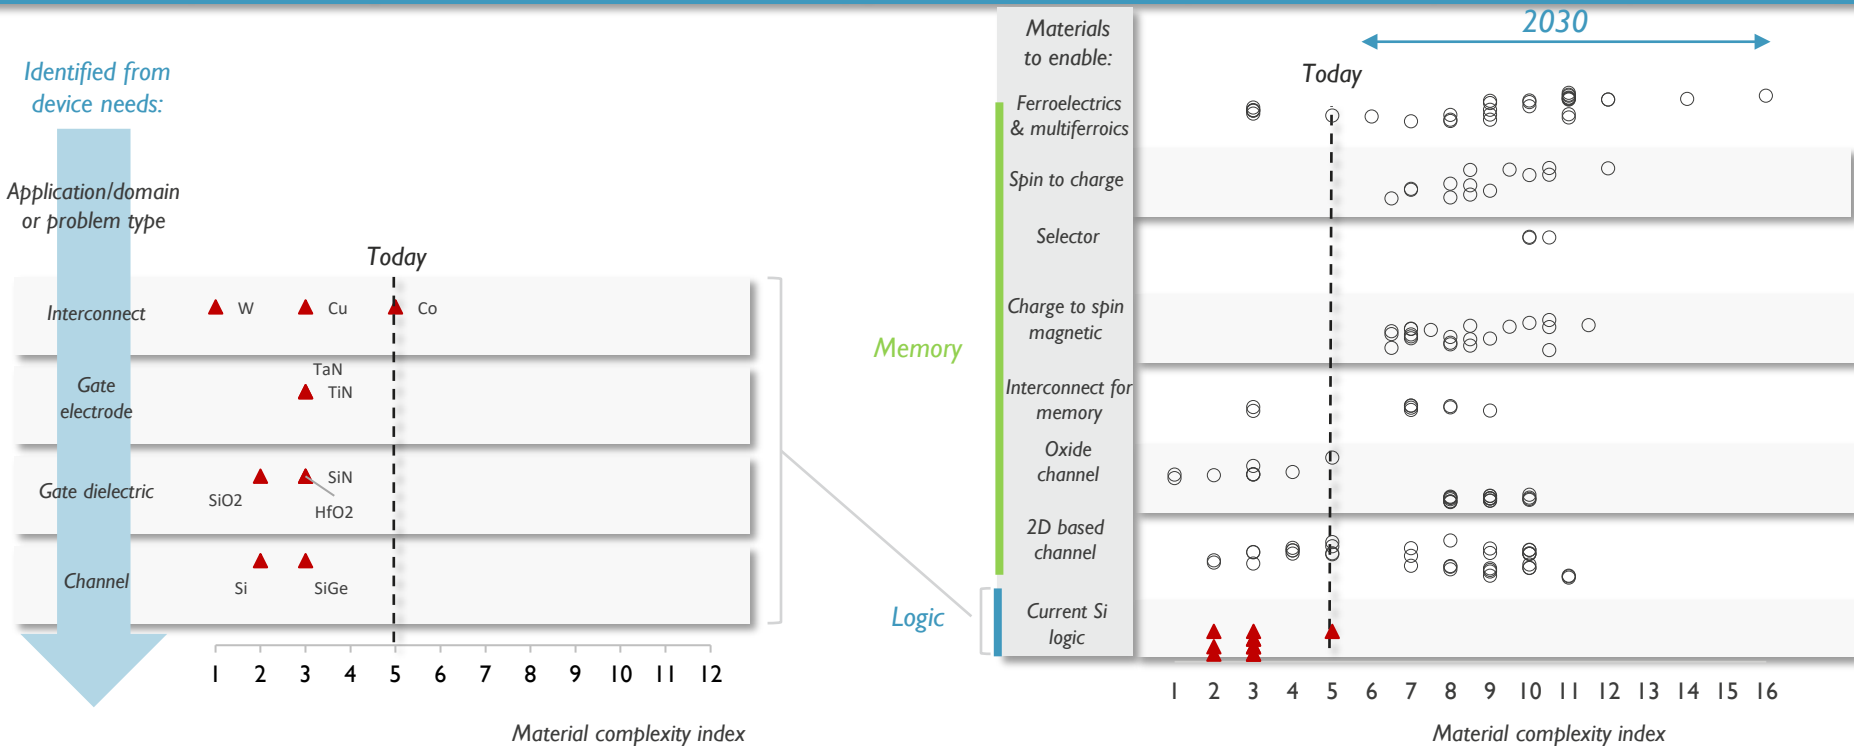 Identified from
device needs:
Application/domain
or problem type
Today
Interconnect
W
Cu
Co
Gate
electrode
TaN
TiN
Gate dielectric
SiO2
SiN
HfO2
Channel
Si
SiGe
1 2 3 4 5 6 7 8 9 10 11 12
Material complexity index
Memory
Logic
Materials
to enable:
2030
Today
Ferroelectrics
& multiferroics
Spin to charge
Selector
Charge to spin
magnetic
Interconnect for
memory
Oxide
channel
2D based
channel
Current Si
logic
1 2 3 4 5 6 7 8 9 10 11 12 13 14 15 16
Material complexity index